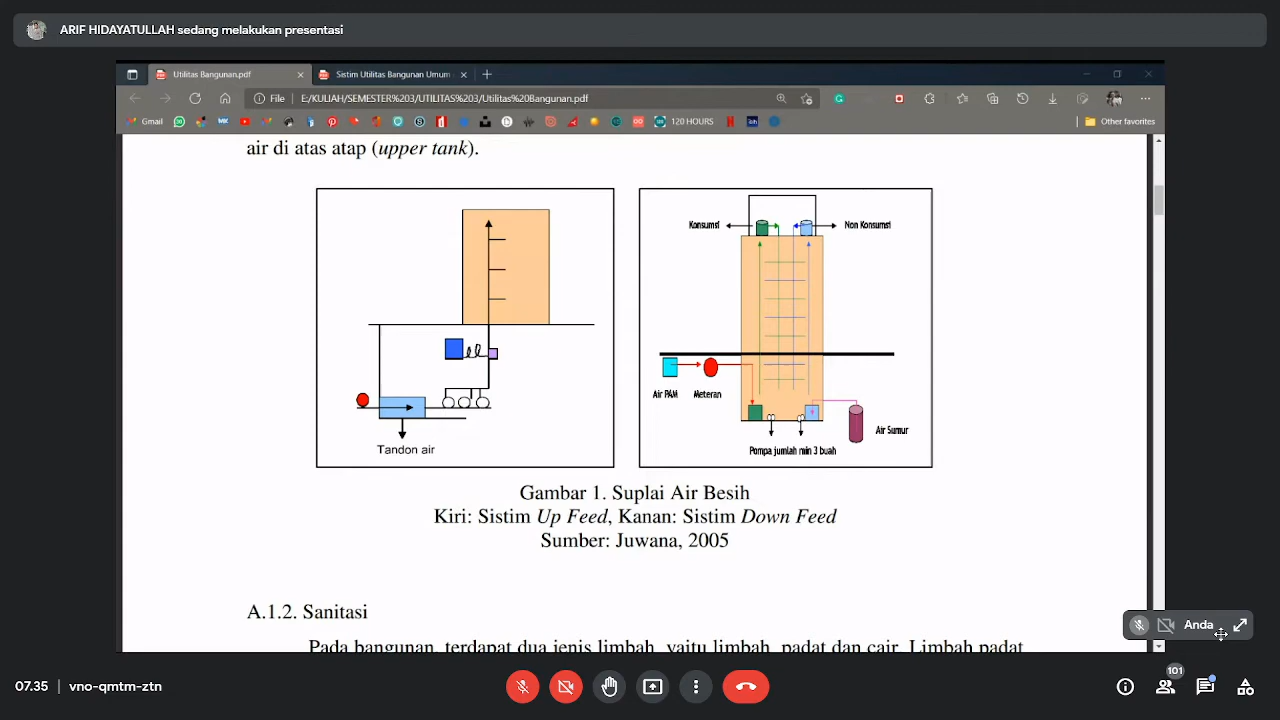 ARIF HIDAYATULLAH sedang melakukan presentasi
Utilitas Bangunan.pdf
Sistim Utilitas Bangunan Umum
File
E:/KULIAH/SEMESTER%203/UTILITAS%203/Utilitas%20Bangunan.pdf
Gmail
120 HOURS
Other favorites
air di atas atap (upper tank).
Konsumsi
Non Konsumsi
Air PAM
Meteran
Air Sumur
Tandon air
Pompa jumlah min 3 buah
Gambar 1. Suplai Air Besih
Kiri: Sistim Up Feed, Kanan: Sistim Down Feed
Sumber: Juwana, 2005
A.1.2. Sanitasi
Anda
Pada bangunan, terdapat dua jenis limbah, yaitu limbah padat dan cair. Limbah padat
07.35 | vno-qmtm-ztn
101